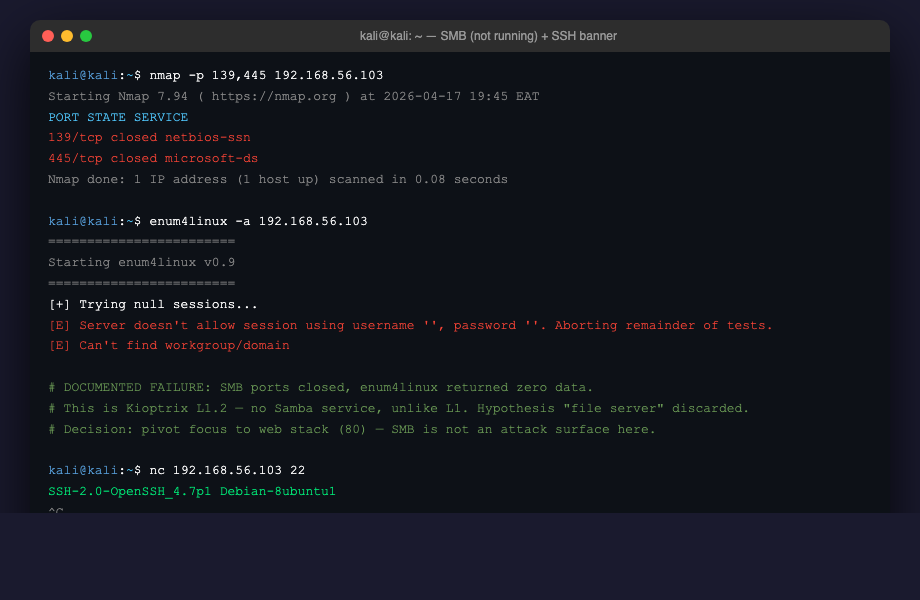 kali@kali: ~ — SMB (not running) + SSH banner
kali@kali:~$ nmap -p 139,445 192.168.56.103
Starting Nmap 7.94 ( https://nmap.org ) at 2026-04-17 19:45 EAT
PORT STATE SERVICE
139/tcp closed netbios-ssn
445/tcp closed microsoft-ds
Nmap done: 1 IP address (1 host up) scanned in 0.08 seconds
kali@kali:~$ enum4linux -a 192.168.56.103
========================
Starting enum4linux v0.9
========================
[+] Trying null sessions...
[E] Server doesn't allow session using username '', password ''. Aborting remainder of tests.
[E] Can't find workgroup/domain
# DOCUMENTED FAILURE: SMB ports closed, enum4linux returned zero data.
# This is Kioptrix L1.2 — no Samba service, unlike L1. Hypothesis "file server" discarded.
# Decision: pivot focus to web stack (80) — SMB is not an attack surface here.
kali@kali:~$ nc 192.168.56.103 22
SSH-2.0-OpenSSH_4.7p1 Debian-8ubuntu1
^C